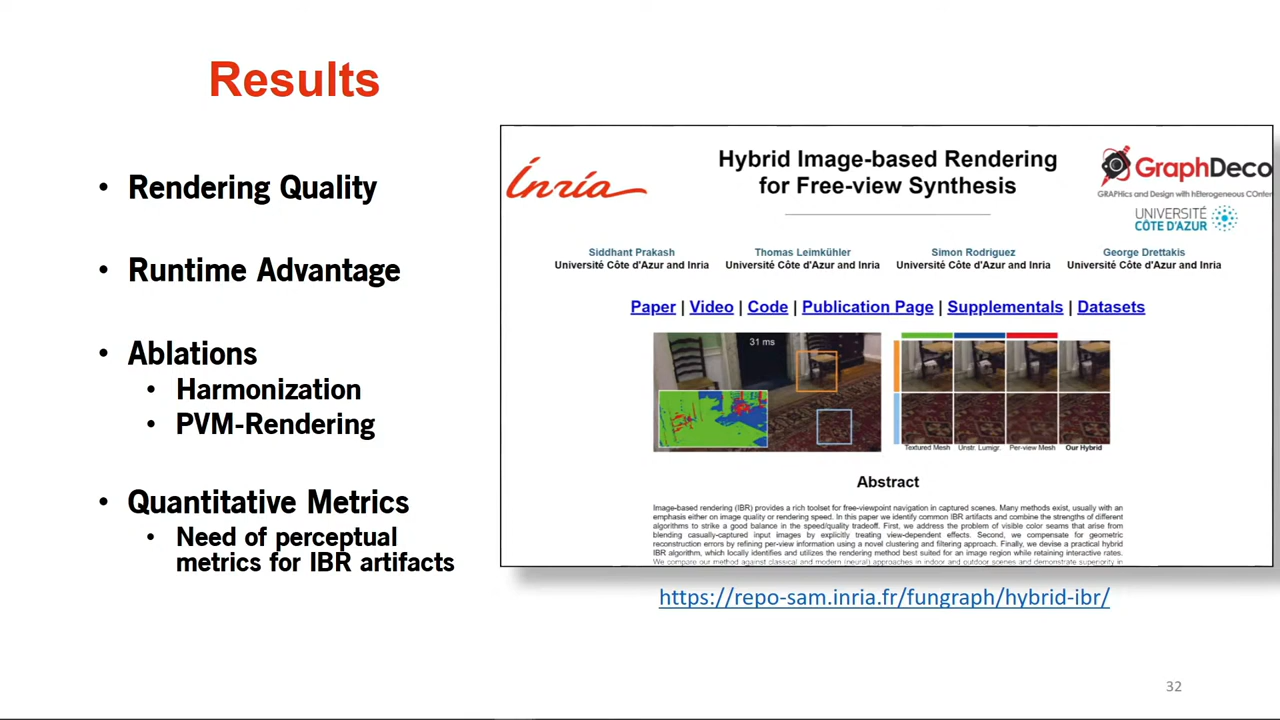 Results
• Rendering Quality
• Runtime Advantage
• Ablations
• Harmonization
• PVM-Rendering
• Quantitative Metrics
• Need of perceptual
metrics for IBR artifacts
Inria
Hybrid Image-based Rendering
for Free-view Synthesis
GraphDeco
GRAPHics and DEsign with hEterogeneous COnten
UNIVERSITÉ
CÔTE D'AZUR
Siddhant Prakash
Université Côte d'Azur and Inria
Thomas Leimkühler
Université Côte d'Azur and Inria
Simon Rodriguez
Université Côte d'Azur and Inria
George Drettakis
Université Côte d'Azur and Inria
Paper | Video | Code | Publication Page | Supplementals | Datasets
31 ms
Textured Mesh
Unstr. Lumigr.
Per-view Mesh
Our Hybrid
Abstract
Image-based rendering (IBR) provides a rich toolset for free-viewpoint navigation in captured scenes. Many methods exist, usually with an
emphasis either on image quality or rendering speed. In this paper we identify common IBR artifacts and combine the strengths of different
algorithms to strike a good balance in the speed/quality tradeoff. First, we address the problem of visible color seams that arise from
blending casually-captured input images by explicitly treating view-dependent effects. Second, we compensate for geometric
reconstruction errors by refining per-view information using a novel clustering and filtering approach. Finally, we devise a practical hybrid
IBR algorithm, which locally identifies and utilizes the rendering method best suited for an image region while retaining interactive rates.
We compare our method against classical and modern (neural) approaches in indoor and outdoor scenes and demonstrate superiority in
https://repo-sam.inria.fr/fungraph/hybrid-ibr/
32